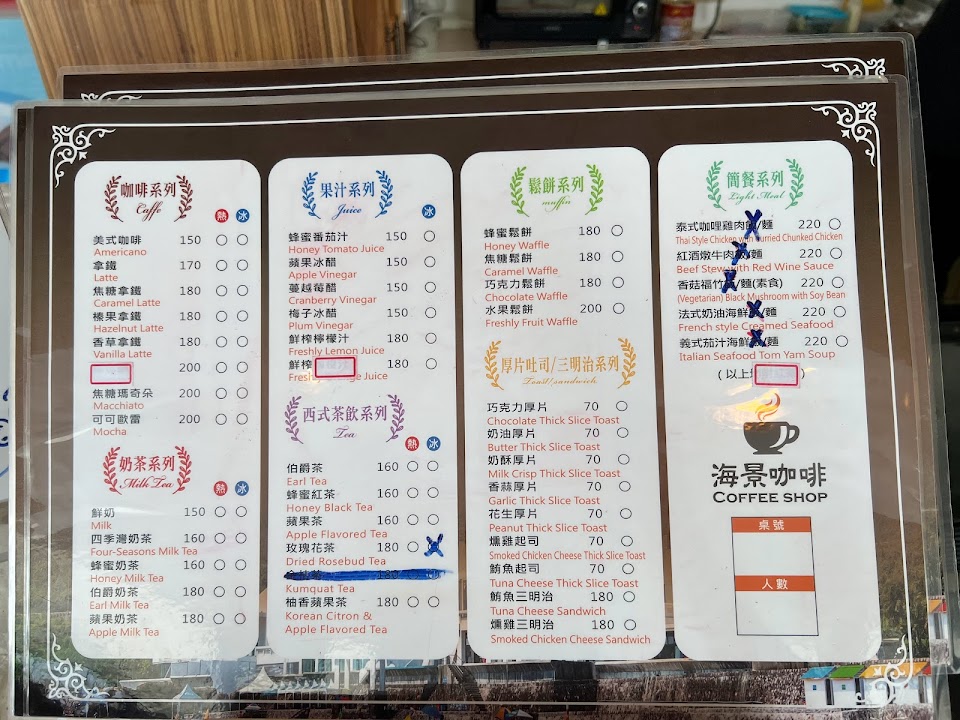 咖啡系列
Caffe
熱 冰
美式咖啡 150
Americano
拿鐵 170
Latte
焦糖拿鐵 180
Caramel Latte
榛果拿鐵 180
Hazelnut Latte
香草拿鐵 180
Vanilla Latte
200
焦糖瑪奇朵 200
Macchiato
可可歐雷 200
Mocha
奶茶系列
Milk Tea
熱 冰
鮮奶 150
Milk
四季灣奶茶 160
Four-Seasons Milk Tea
蜂蜜奶茶 160
Honey Milk Tea
伯爵奶茶 180
Earl Milk Tea
蘋果奶茶 180
Apple Milk Tea
果汁系列
Juice
冰
蜂蜜蕃茄汁 150
Honey Tomato Juice
蘋果冰醋 150
Apple Vinegar
蔓越莓醋 150
Cranberry Vinegar
梅子冰醋 150
Plum Vinegar
鮮榨檸檬汁 180
Freshly Lemon Juice
鮮榨 180
Juice
西式茶飲系列
Tea
熱 冰
伯爵茶 160
Earl Tea
蜂蜜紅茶 160
Honey Black Tea
蘋果茶 160
Apple Flavored Tea
玫瑰花茶 180
Dried Rosebud Tea
180
Kumquat Tea
柚香蘋果茶 180
Korean Citron &
Apple Flavored Tea
鬆餅系列
muffin
蜂蜜鬆餅 180
Honey Waffle
焦糖鬆餅 180
Caramel Waffle
巧克力鬆餅 180
Chocolate Waffle
水果鬆餅 200
Freshly Fruit Waffle
厚片吐司/三明治系列
Toast/sandwich
巧克力厚片 70
Chocolate Thick Slice Toast
奶油厚片 70
Butter Thick Slice Toast
奶酥厚片 70
Milk Crisp Thick Slice Toast
香蒜厚片 70
Garlic Thick Slice Toast
花生厚片 70
Peanut Thick Slice Toast
燻雞起司 70
Smoked Chicken Cheese Thick Slice Toast
鮪魚起司 70
Tuna Cheese Thick Slice Toast
鮪魚三明治 180
Tuna Cheese Sandwich
燻雞三明治 180
Smoked Chicken Cheese Sandwich
簡餐系列
Light Meal
泰式咖哩雞肉飯/麵 220
Thai Style Chicken with Curried Chunked Chicken
紅酒燉牛肉飯/麵 220
Beef Stew with Red Wine Sauce
香菇福竹飯/麵(素食) 220
(Vegetarian) Black Mushroom with Soy Bean
法式奶油海鮮飯/麵 220
French style Creamed Seafood
義式茄汁海鮮飯/麵 220
Italian Seafood Tom Yam Soup
(以上 )
海景咖啡
COFFEE SHOP
桌號
人數